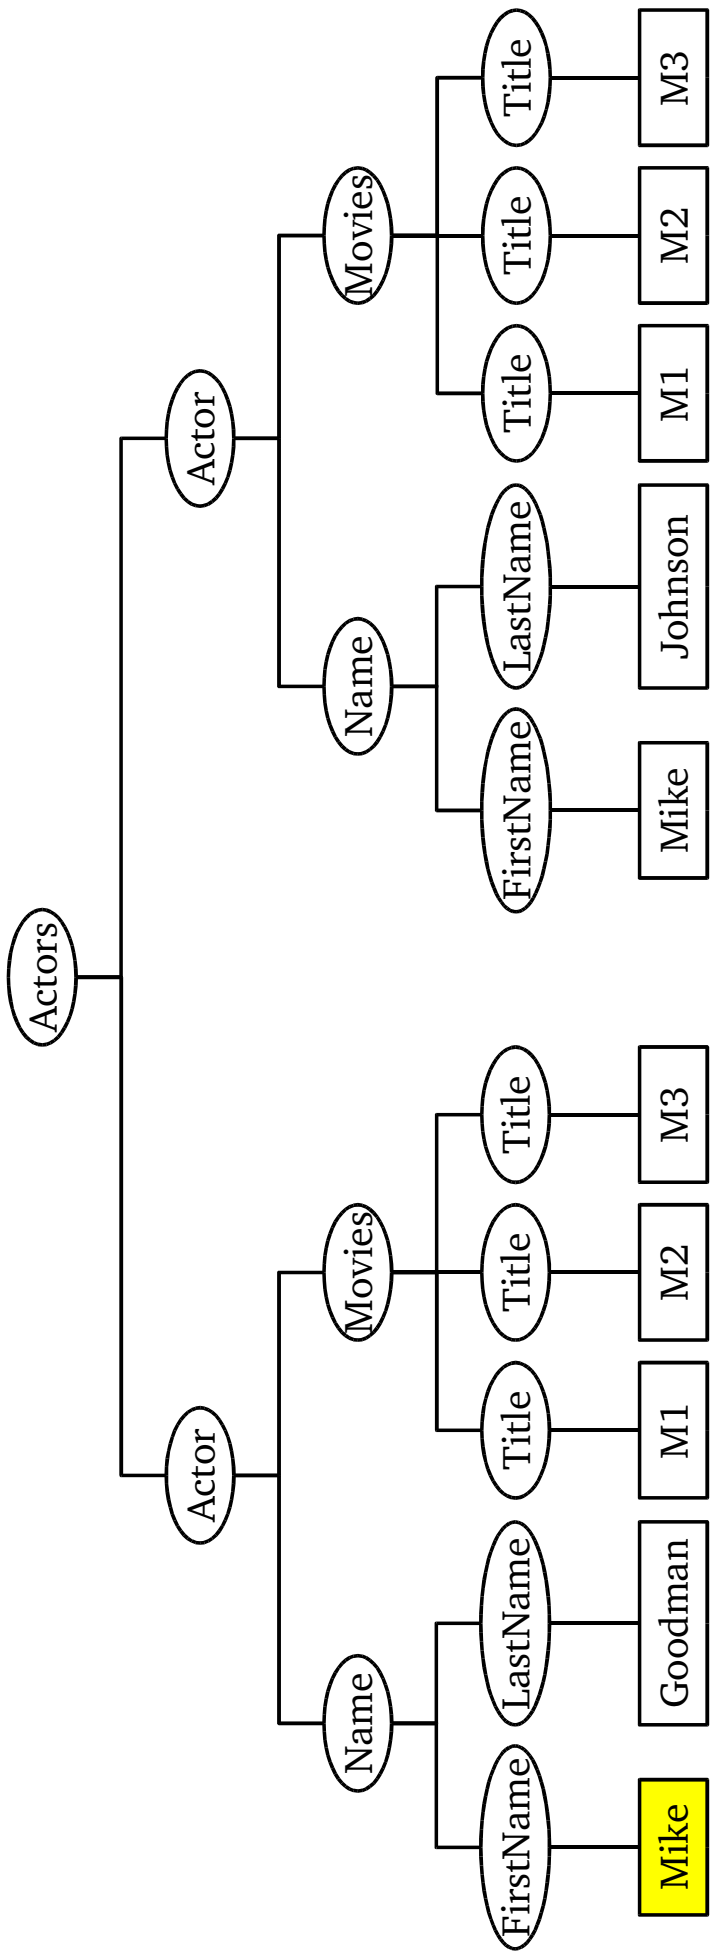 Actors
Actor
Actor
Name
Movies
Name
Movies
FirstName
LastName
Title
Title
Title
FirstName
LastName
Title
Title
Title
Mike
Goodman
M1
M2
M3
Mike
Johnson
M1
M2
M3